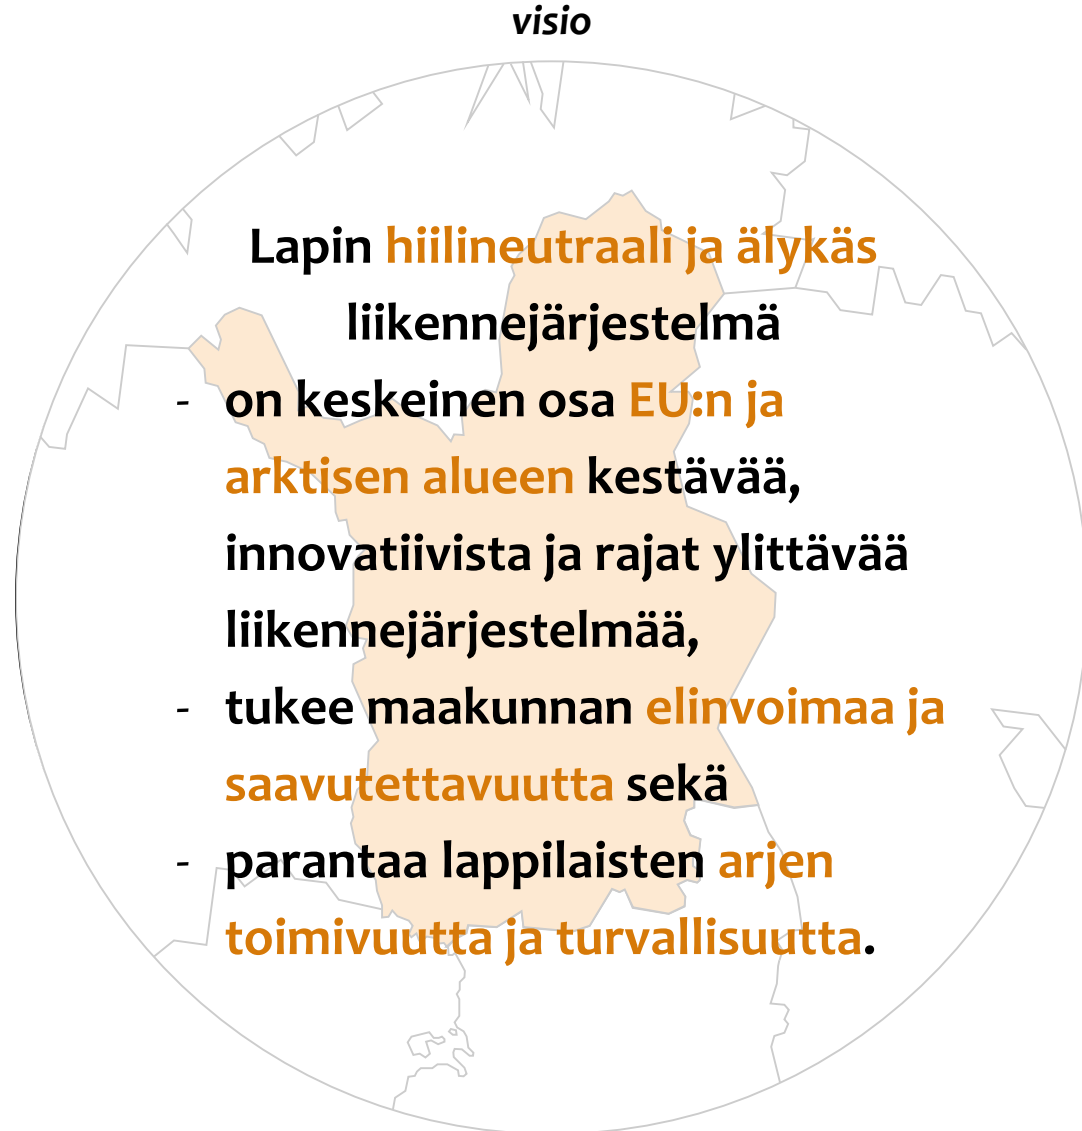 visio
Lapin hiilineutraali ja älykäs
liikennejärjestelmä
- on keskeinen osa EU:n ja
arktisen alueen kestävää,
innovatiivista ja rajat ylittävää
liikennejärjestelmää,
- tukee maakunnan elinvoimaa ja
saavutettavuutta sekä
- parantaa lappilaisten arjen
toimivuutta ja turvallisuutta.